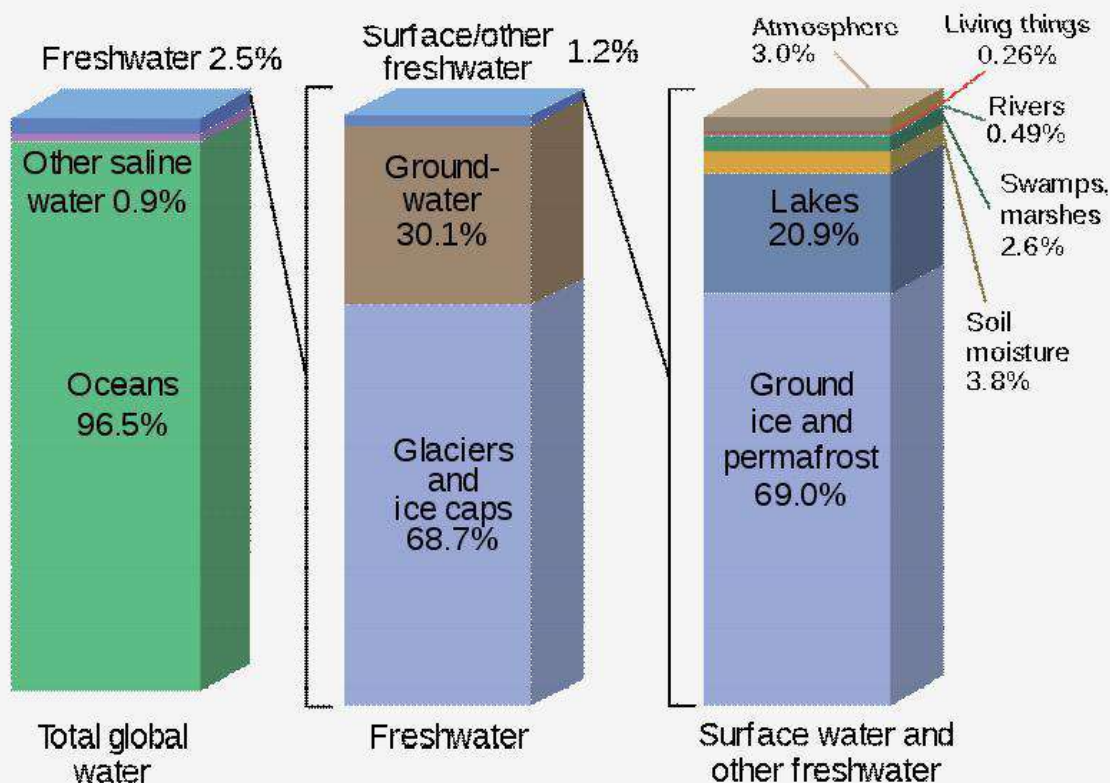 Freshwater 2.5%
Other saline
water 0.9%
Oceans
96.5%
Total global
water
Surface/other
freshwater
1.2%
Ground-
water
30.1%
Glaciers
and
ice caps
68.7%
Freshwater
Atmosphere
3.0%
Living things
0.26%
Rivers
0.49%
Swamps,
marshes
2.6%
Soil
moisture
3.8%
Lakes
20.9%
Ground
ice and
permafrost
69.0%
Surface water and
other freshwater